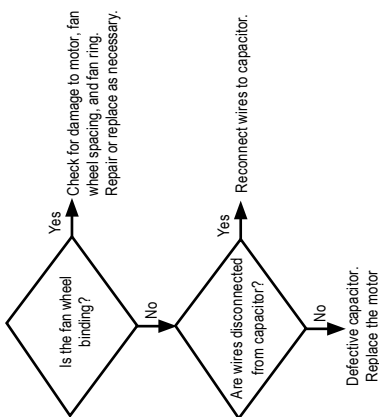 Is the fan wheel
binding?
Yes
Check for damage to motor, fan
wheel spacing, and fan ring.
Repair or replace as necessary.
No
Are wires disconnected
from capacitor?
Yes
Reconnect wires to capacitor.
No
Defective capacitor.
Replace the motor